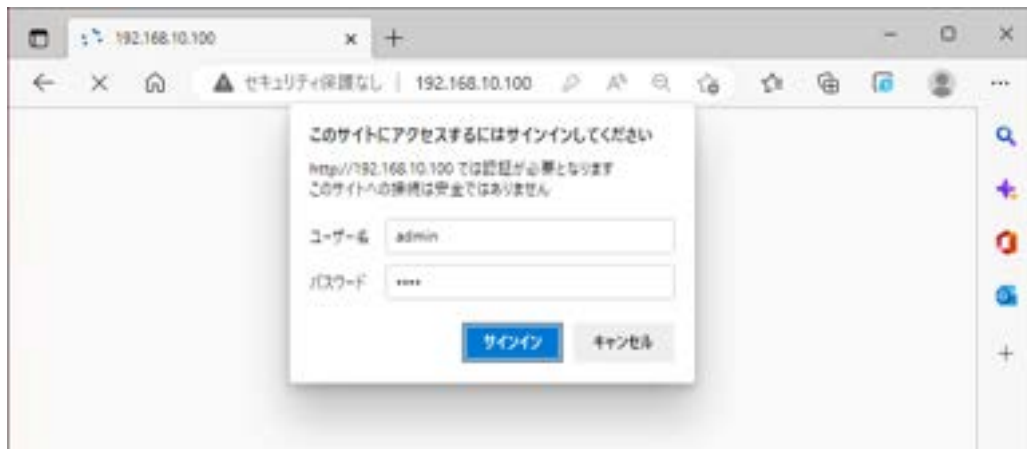 192.168.10.100
セキュリティ保護なし | 192.168.10.100
このサイトにアクセスするにはサインインしてください
http://192.168.10.100 では認証が必要となります
このサイトへの接続は安全ではありません
ユーザー名 admin
パスワード ••••
サインイン キャンセル